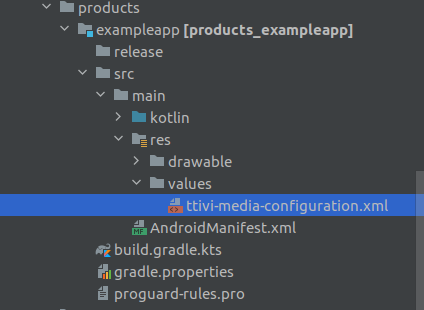 products
exampleapp [products_exampleapp]
release
src
main
kotlin
res
drawable
values
ttivi-media-configuration.xml
MF AndroidManifest.xml
build.gradle.kts
gradle.properties
proguard-rules.pro